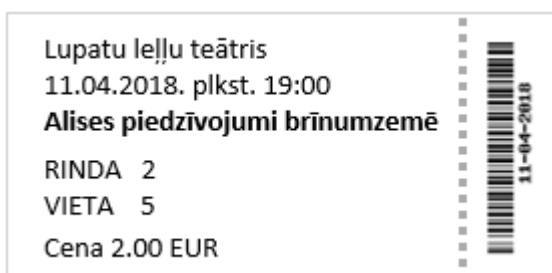 Lupatu leļļu teātris
11.04.2018. plkst. 19:00
Alises piedzīvojumi brīnumzemē
RINDA 2
VIETA 5
Cena 2.00 EUR
11-04-2018